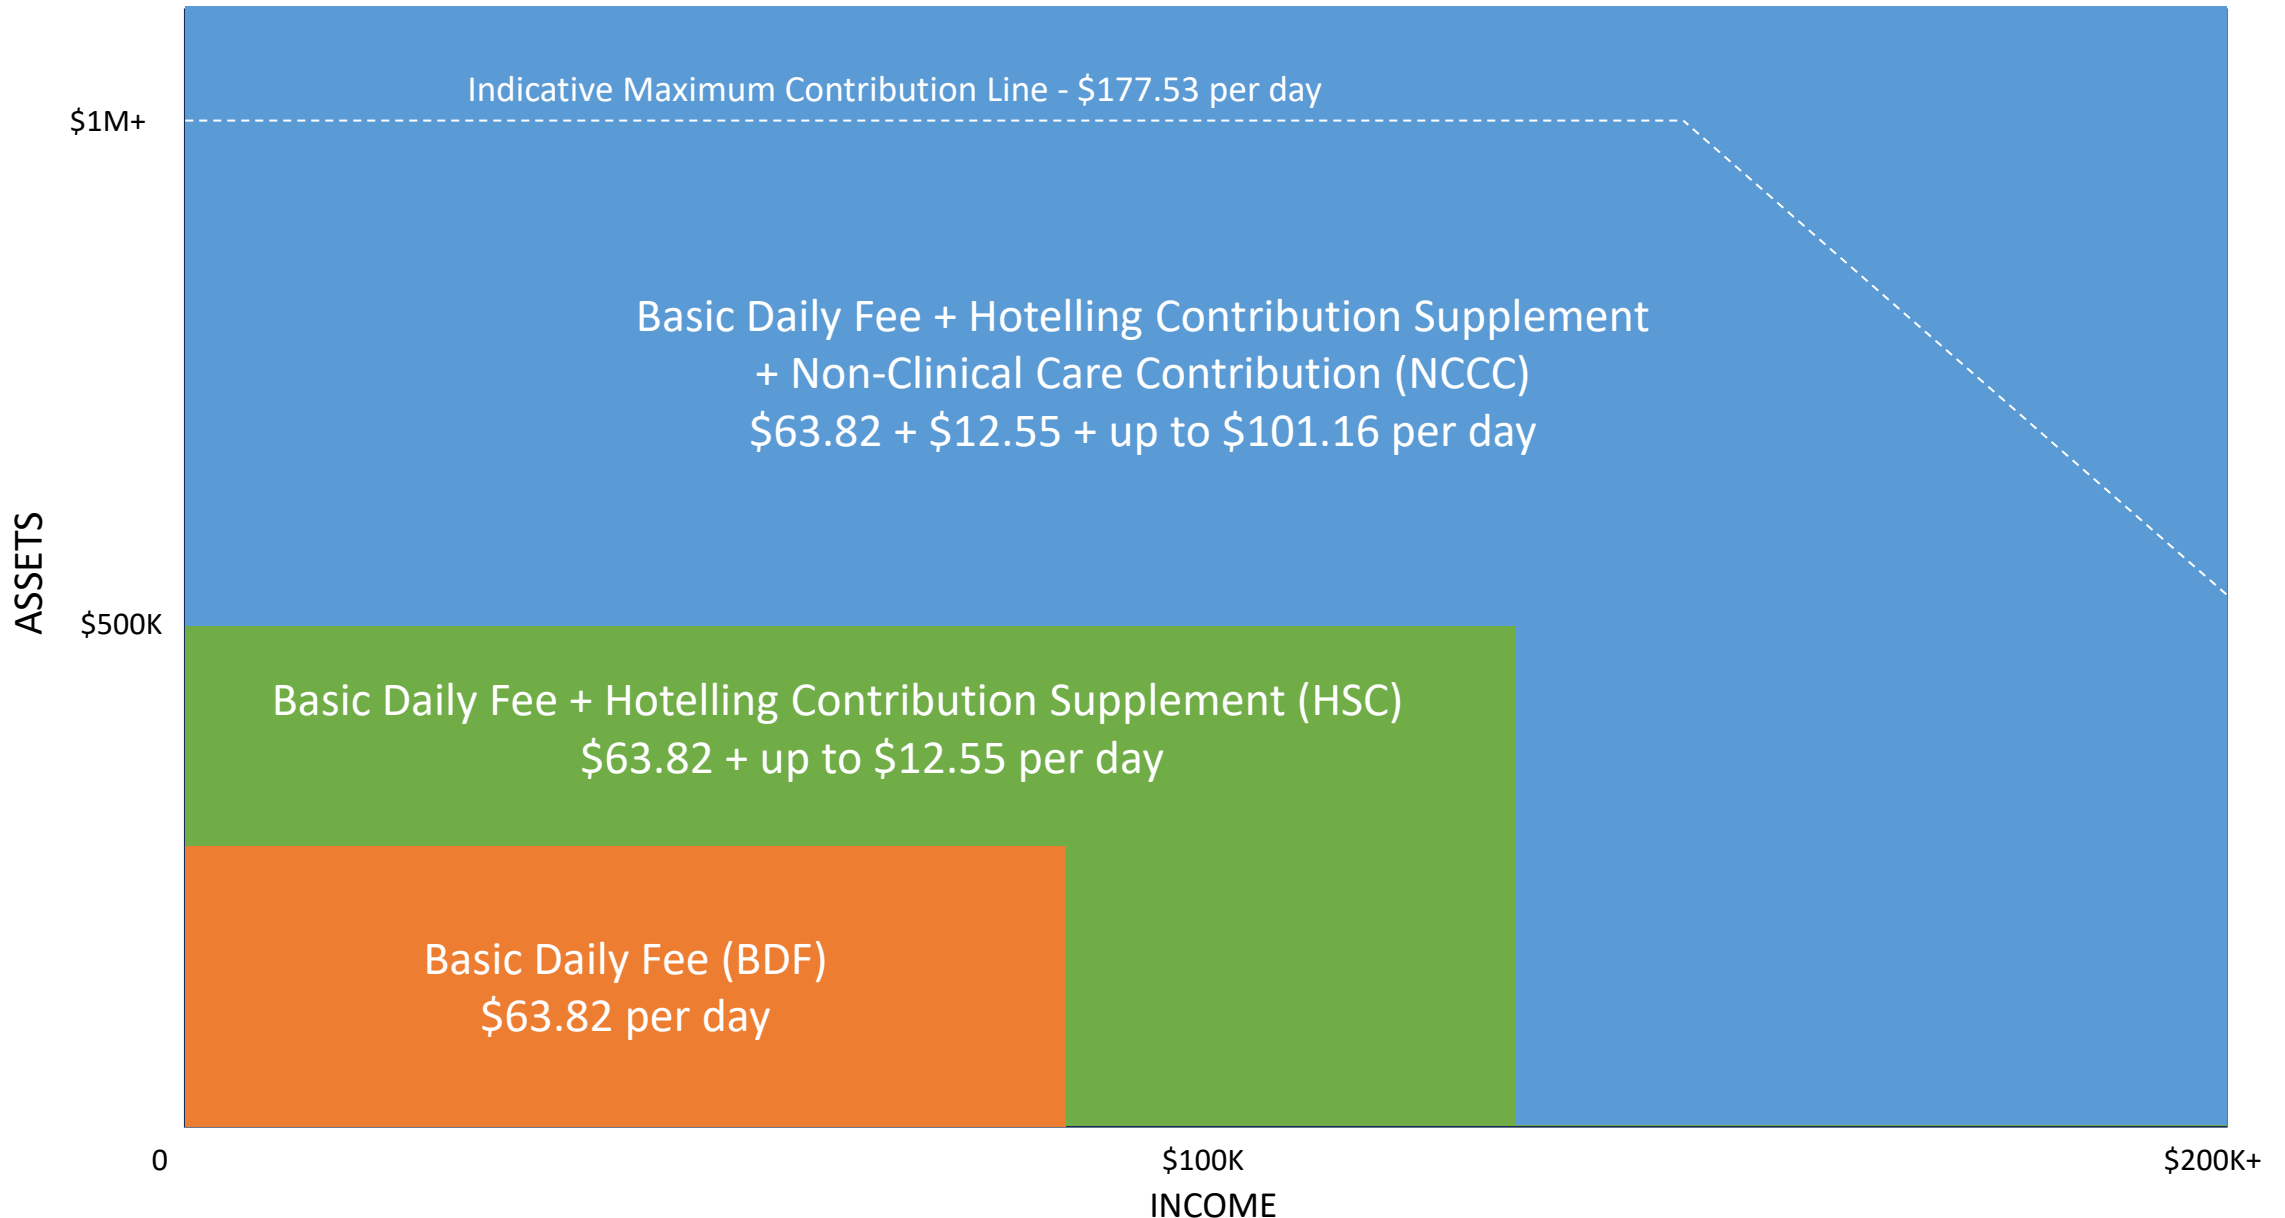 Indicative Maximum Contribution Line - $177.53 per day
$1M+
Basic Daily Fee + Hotelling Contribution Supplement
+ Non-Clinical Care Contribution (NCCC)
$63.82 + $12.55 + up to $101.16 per day
ASSETS
$500K
Basic Daily Fee + Hotelling Contribution Supplement (HSC)
$63.82 + up to $12.55 per day
Basic Daily Fee (BDF)
$63.82 per day
0
$100K
$200K+
INCOME